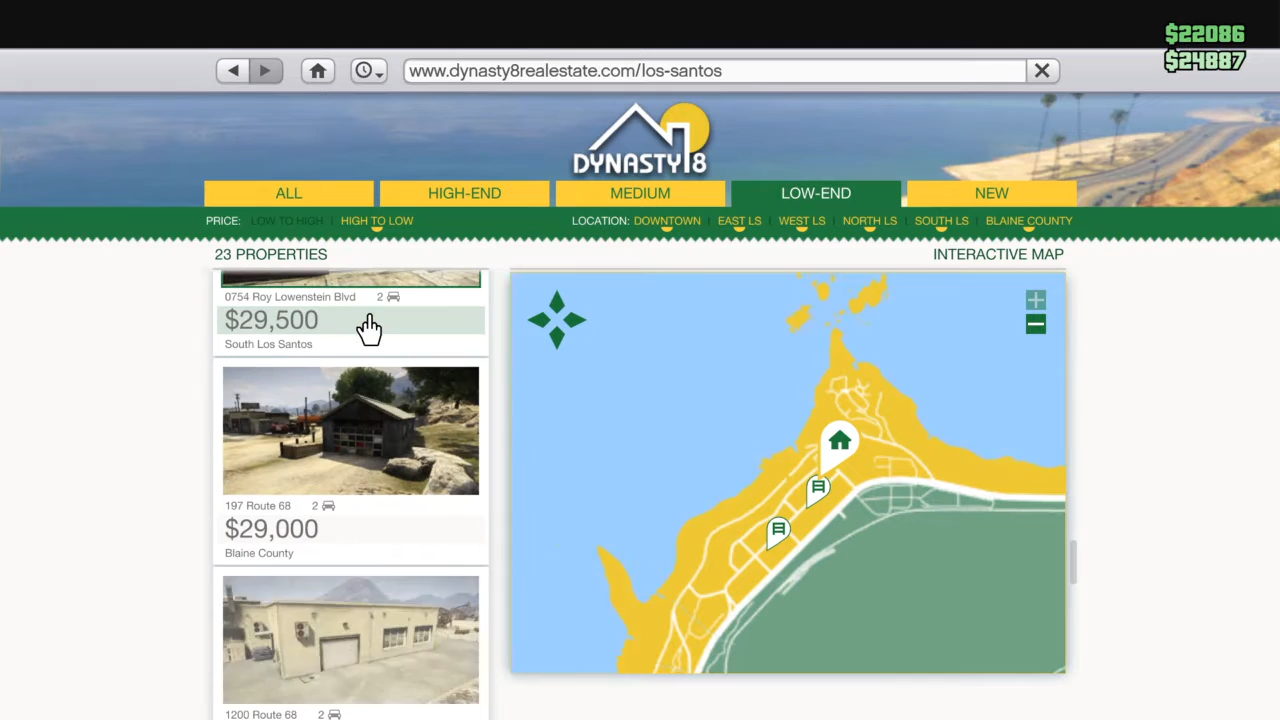 $22086
$24887
www.dynasty8realestate.com/los-santos
DYNASTY 8
ALL
HIGH-END
MEDIUM
LOW-END
NEW
PRICE: LOW TO HIGH | HIGH TO LOW
LOCATION: DOWNTOWN | EAST LS | WEST LS | NORTH LS | SOUTH LS | BLAINE COUNTY
23 PROPERTIES
INTERACTIVE MAP
0754 Roy Lowenstein Blvd 2
$29,500
South Los Santos
197 Route 68 2
$29,000
Blaine County
1200 Route 68 2